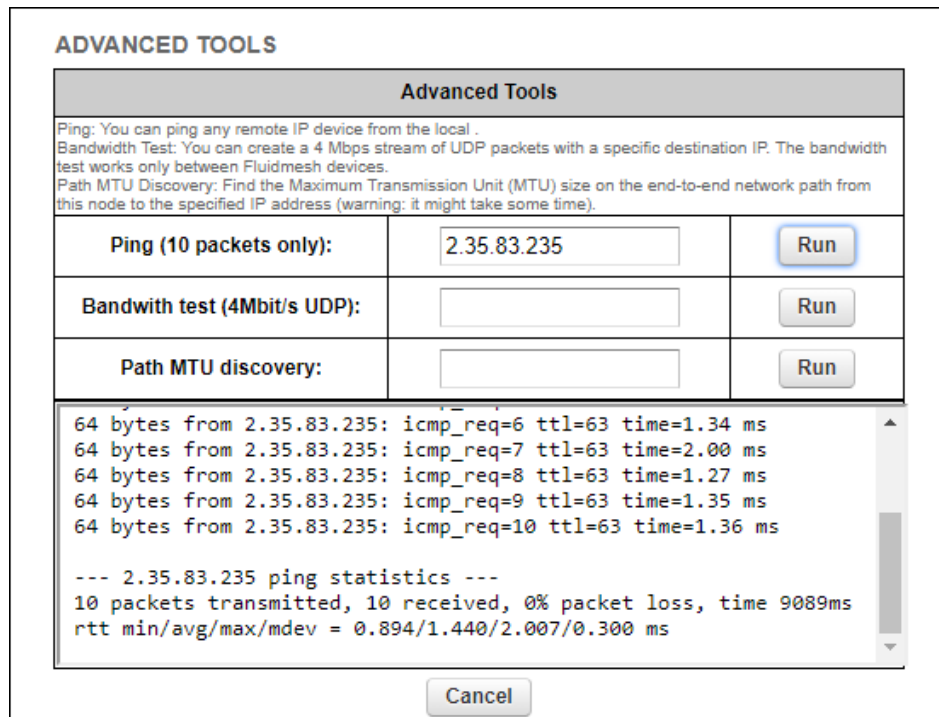 ADVANCED TOOLS
Advanced Tools
Ping: You can ping any remote IP device from the local .
Bandwidth Test: You can create a 4 Mbps stream of UDP packets with a specific destination IP. The bandwidth
test works only between Fluidmesh devices.
Path MTU Discovery: Find the Maximum Transmission Unit (MTU) size on the end-to-end network path from
this node to the specified IP address (warning: it might take some time).
Ping (10 packets only): 2.35.83.235 Run
Bandwith test (4Mbit/s UDP): Run
Path MTU discovery: Run
64 bytes from 2.35.83.235: icmp_req=6 ttl=63 time=1.34 ms
64 bytes from 2.35.83.235: icmp_req=7 ttl=63 time=2.00 ms
64 bytes from 2.35.83.235: icmp_req=8 ttl=63 time=1.27 ms
64 bytes from 2.35.83.235: icmp_req=9 ttl=63 time=1.35 ms
64 bytes from 2.35.83.235: icmp_req=10 ttl=63 time=1.36 ms
--- 2.35.83.235 ping statistics ---
10 packets transmitted, 10 received, 0% packet loss, time 9089ms
rtt min/avg/max/mdev = 0.894/1.440/2.007/0.300 ms
Cancel